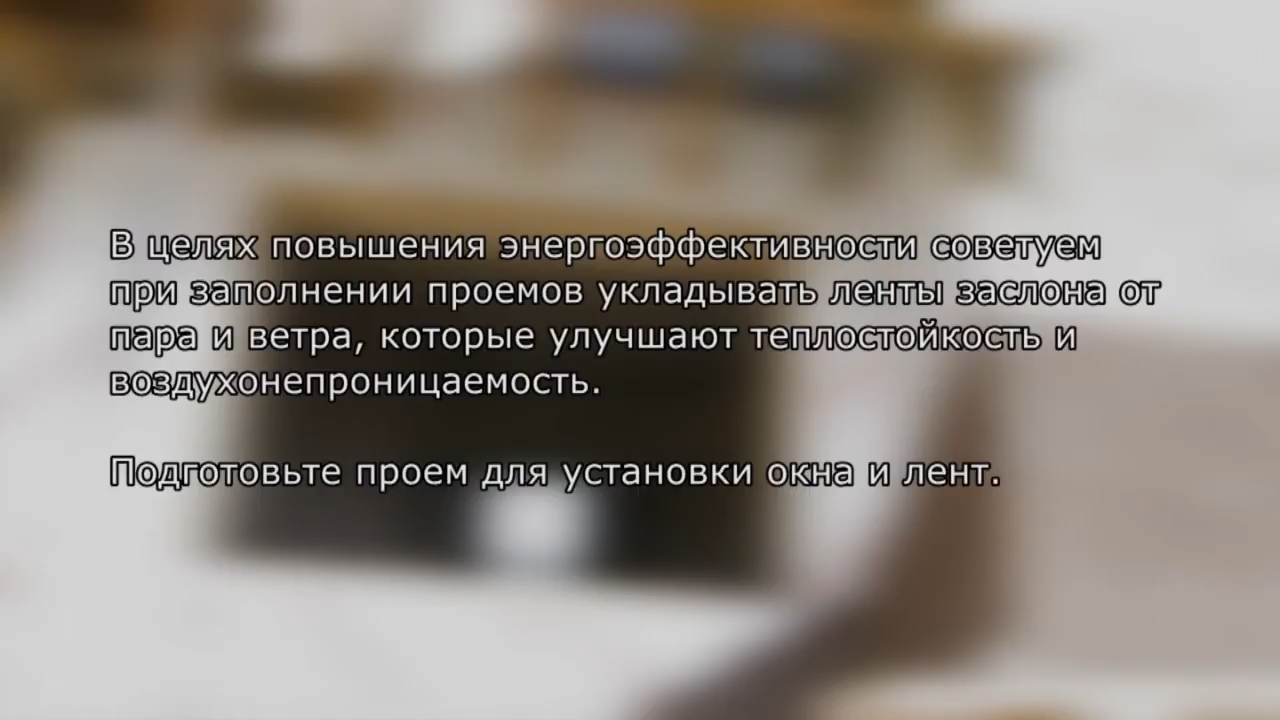 В целях повышения энергоэффективности советуем
при заполнении проемов укладывать ленты заслона от
пара и ветра, которые улучшают теплостойкость и
воздухонепроницаемость.
Подготовьте проем для установки окна и лент.